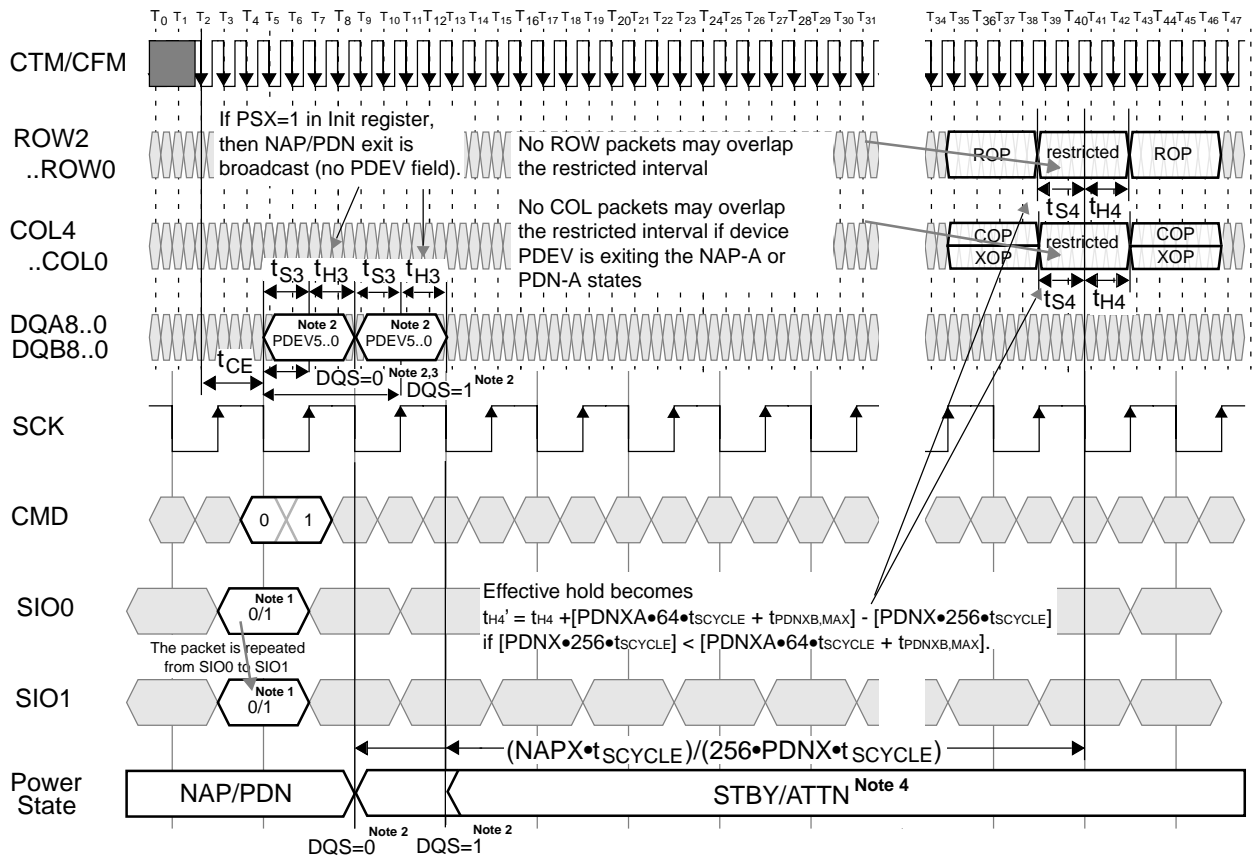 T0 T1 T2 T3 T4 T5 T6 T7 T8 T9 T10 T11 T12 T13 T14 T15 T16 T17 T18 T19 T20 T21 T22 T23 T24 T25 T26 T27 T28 T29 T30 T31 T34 T35 T36 T37 T38 T39 T40 T41 T42 T43 T44 T45 T46 T47
CTM/CFM
If PSX=1 in Init register,
then NAP/PDN exit is
broadcast (no PDEV field).
ROW2
..ROW0
No ROW packets may overlap
the restricted interval
ROP restricted ROP
tS4 tH4
COL4
..COL0
No COL packets may overlap
the restricted interval if device
PDEV is exiting the NAP-A or
PDN-A states
COP restricted COP
XOP XOP
tS4 tH4
tS3 tH3 tS3 tH3
DQA8..0
DQB8..0
Note 2 Note 2
PDEV5..0 PDEV5..0
tCE
DQS=0 Note 2,3 DQS=1 Note 2
SCK
CMD
0 1
SIO0
Note 1
0/1
Effective hold becomes
tH4' = tH4 +[PDNXA•64•tSCYCLE + tPDNXB,MAX] - [PDNX•256•tSCYCLE]
if [PDNX•256•tSCYCLE] < [PDNXA•64•tSCYCLE + tPDNXB,MAX].
The packet is repeated
from SIO0 to SIO1
SIO1
Note 1
0/1
(NAPX•tSCYCLE)/(256•PDNX•tSCYCLE)
Power
State
NAP/PDN STBY/ATTN Note 4
DQS=0 Note 2 DQS=1 Note 2